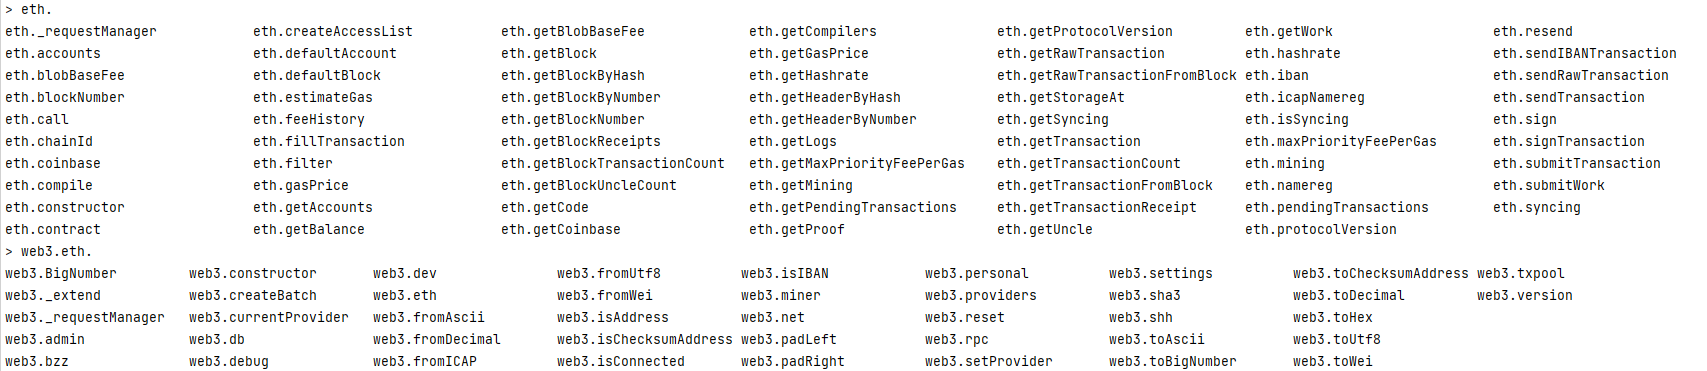 > eth.
eth._requestManager eth.createAccessList eth.getBlobBaseFee eth.getCompilers eth.getProtocolVersion eth.getWork eth.resend
eth.accounts eth.defaultAccount eth.getBlock eth.getGasPrice eth.getRawTransaction eth.hashrate eth.sendIBANTransaction
eth.blobBaseFee eth.defaultBlock eth.getBlockByHash eth.getHashrate eth.getRawTransactionFromBlock eth.iban eth.sendRawTransaction
eth.blockNumber eth.estimateGas eth.getBlockByNumber eth.getHeaderByHash eth.getStorageAt eth.icapNamereg eth.sendTransaction
eth.call eth.feeHistory eth.getBlockNumber eth.getHeaderByNumber eth.getSyncing eth.isSyncing eth.sign
eth.chainId eth.fillTransaction eth.getBlockReceipts eth.getLogs eth.getTransaction eth.maxPriorityFeePerGas eth.signTransaction
eth.coinbase eth.filter eth.getBlockTransactionCount eth.getMaxPriorityFeePerGas eth.getTransactionCount eth.mining eth.submitTransaction
eth.compile eth.gasPrice eth.getBlockUncleCount eth.getMining eth.getTransactionFromBlock eth.namereg eth.submitWork
eth.constructor eth.getAccounts eth.getCode eth.getPendingTransactions eth.getTransactionReceipt eth.pendingTransactions eth.syncing
eth.contract eth.getBalance eth.getCoinbase eth.getProof eth.getUncle eth.protocolVersion
> web3.eth.
web3.BigNumber web3.constructor web3.dev web3.fromUtf8 web3.isIBAN web3.personal web3.settings web3.toChecksumAddress web3.txpool
web3._extend web3.createBatch web3.eth web3.fromWei web3.miner web3.providers web3.sha3 web3.toDecimal web3.version
web3._requestManager web3.currentProvider web3.fromAscii web3.isAddress web3.net web3.reset web3.shh web3.toHex
web3.admin web3.db web3.fromDecimal web3.isChecksumAddress web3.padLeft web3.rpc web3.toAscii web3.toUtf8
web3.bzz web3.debug web3.fromICAP web3.isConnected web3.padRight web3.setProvider web3.toBigNumber web3.toWei